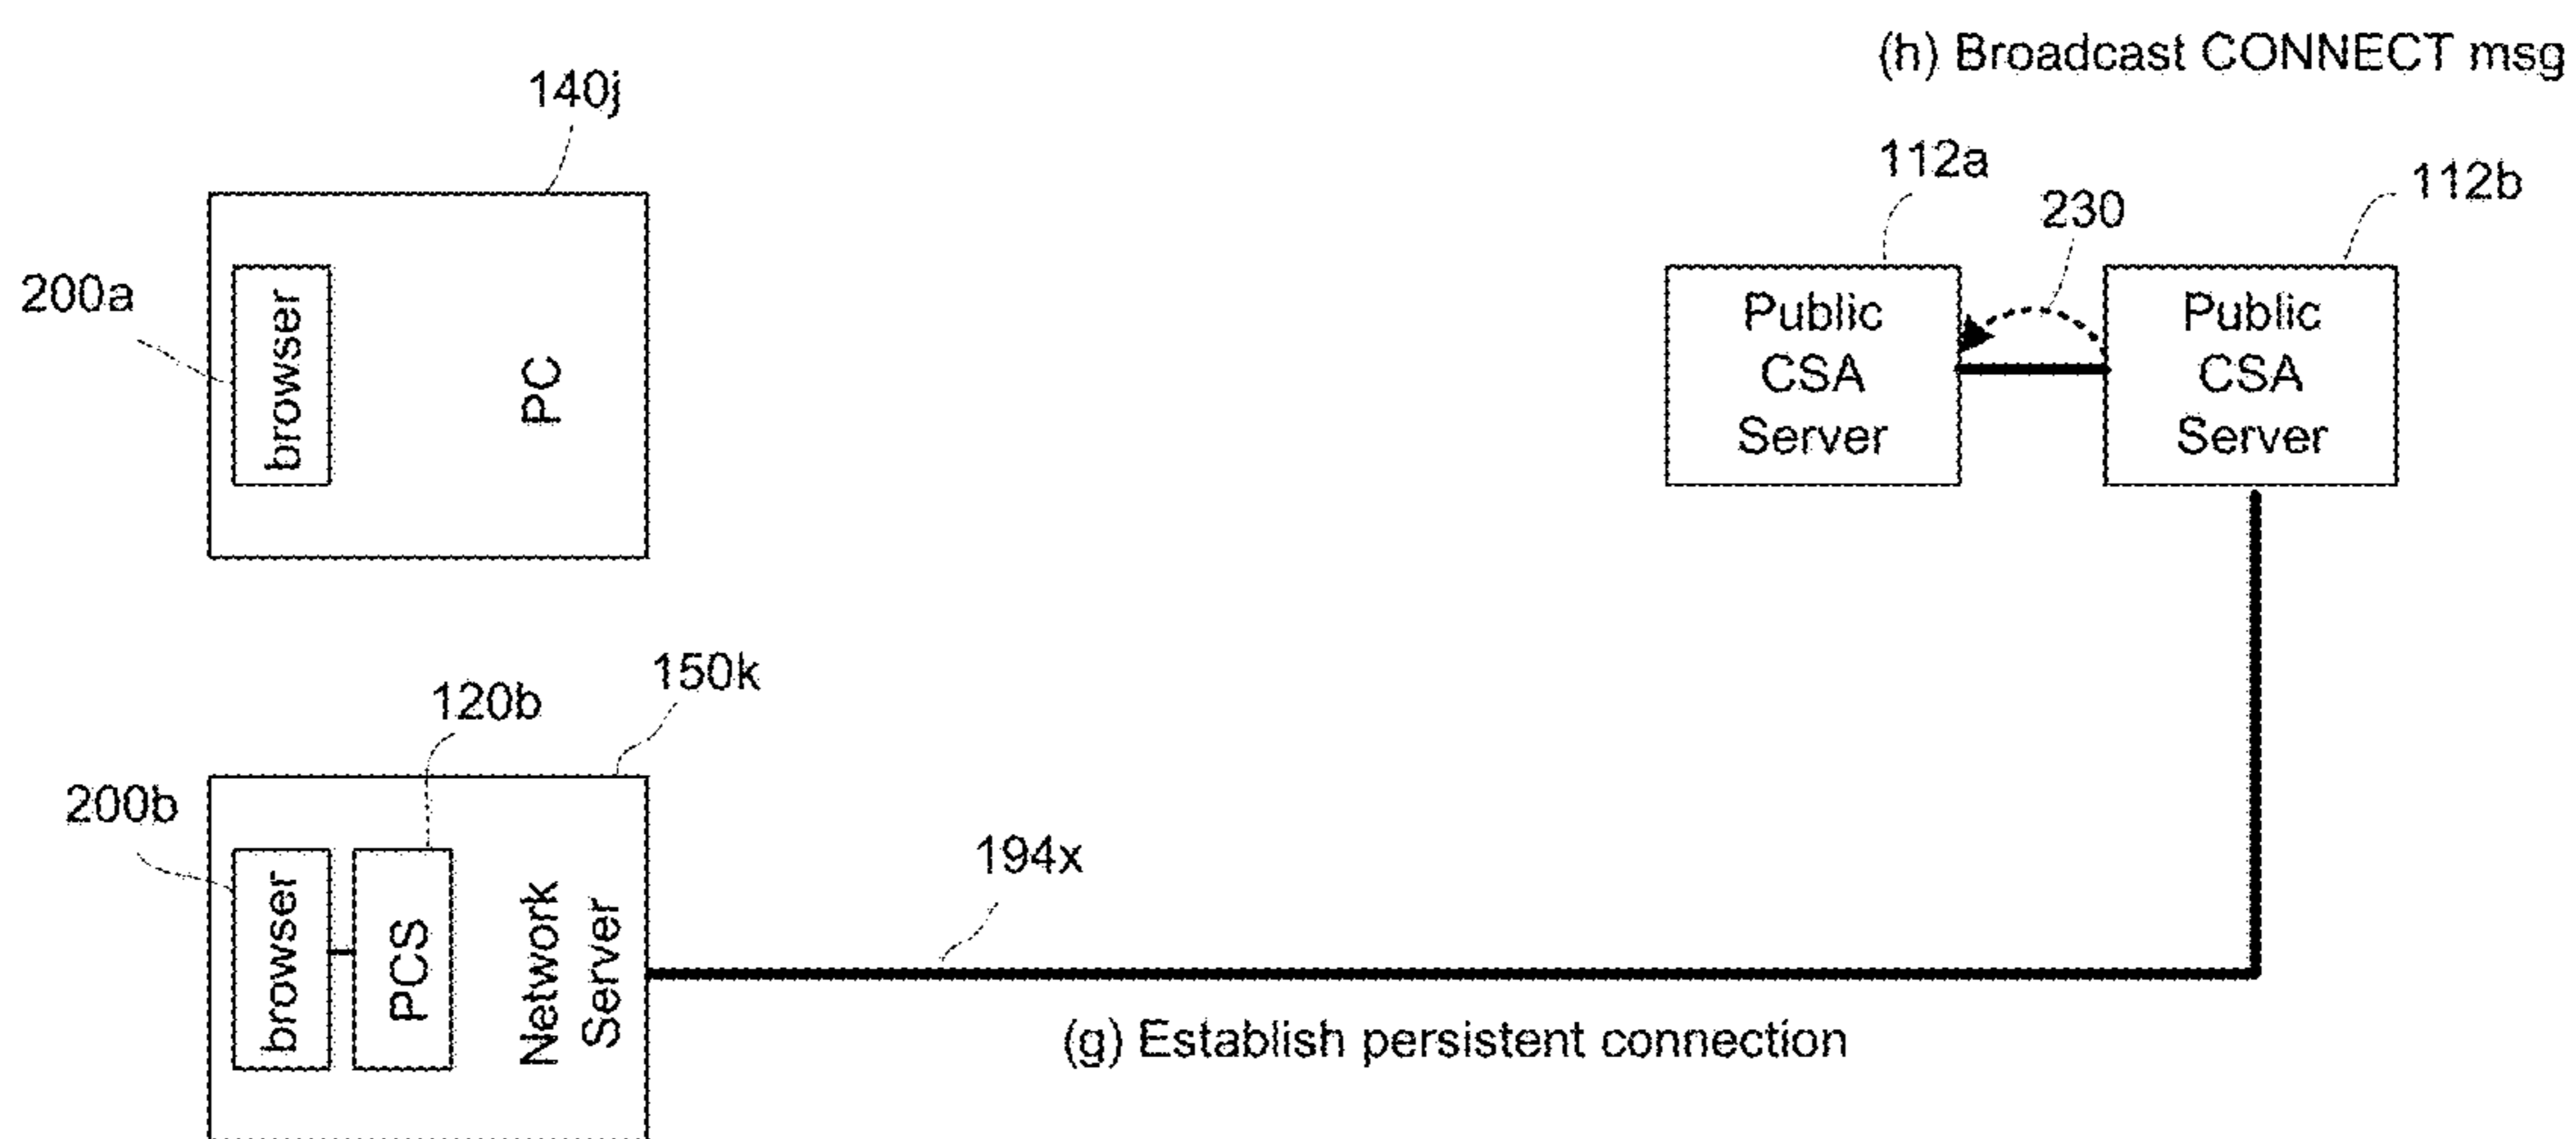 (h) Broadcast CONNECT msg
140j
112a
112b
230
200a
browser
PC
Public
CSA
Server
Public
CSA
Server
150k
120b
200b
browser
PCS
Network
Server
194x
(g) Establish persistent connection